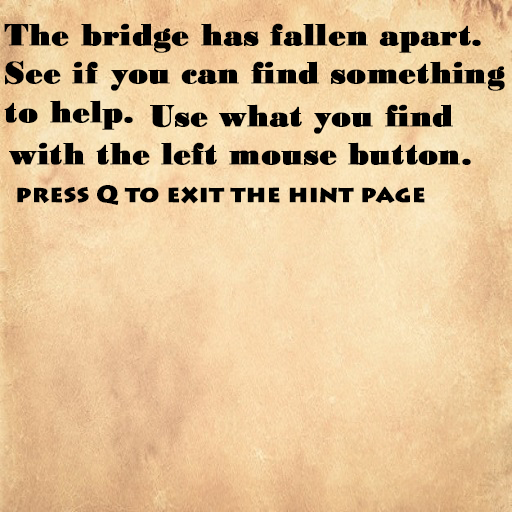 The bridge has fallen apart.
See if you can find something
to help. Use what you find
with the left mouse button.
PRESS Q TO EXIT THE HINT PAGE